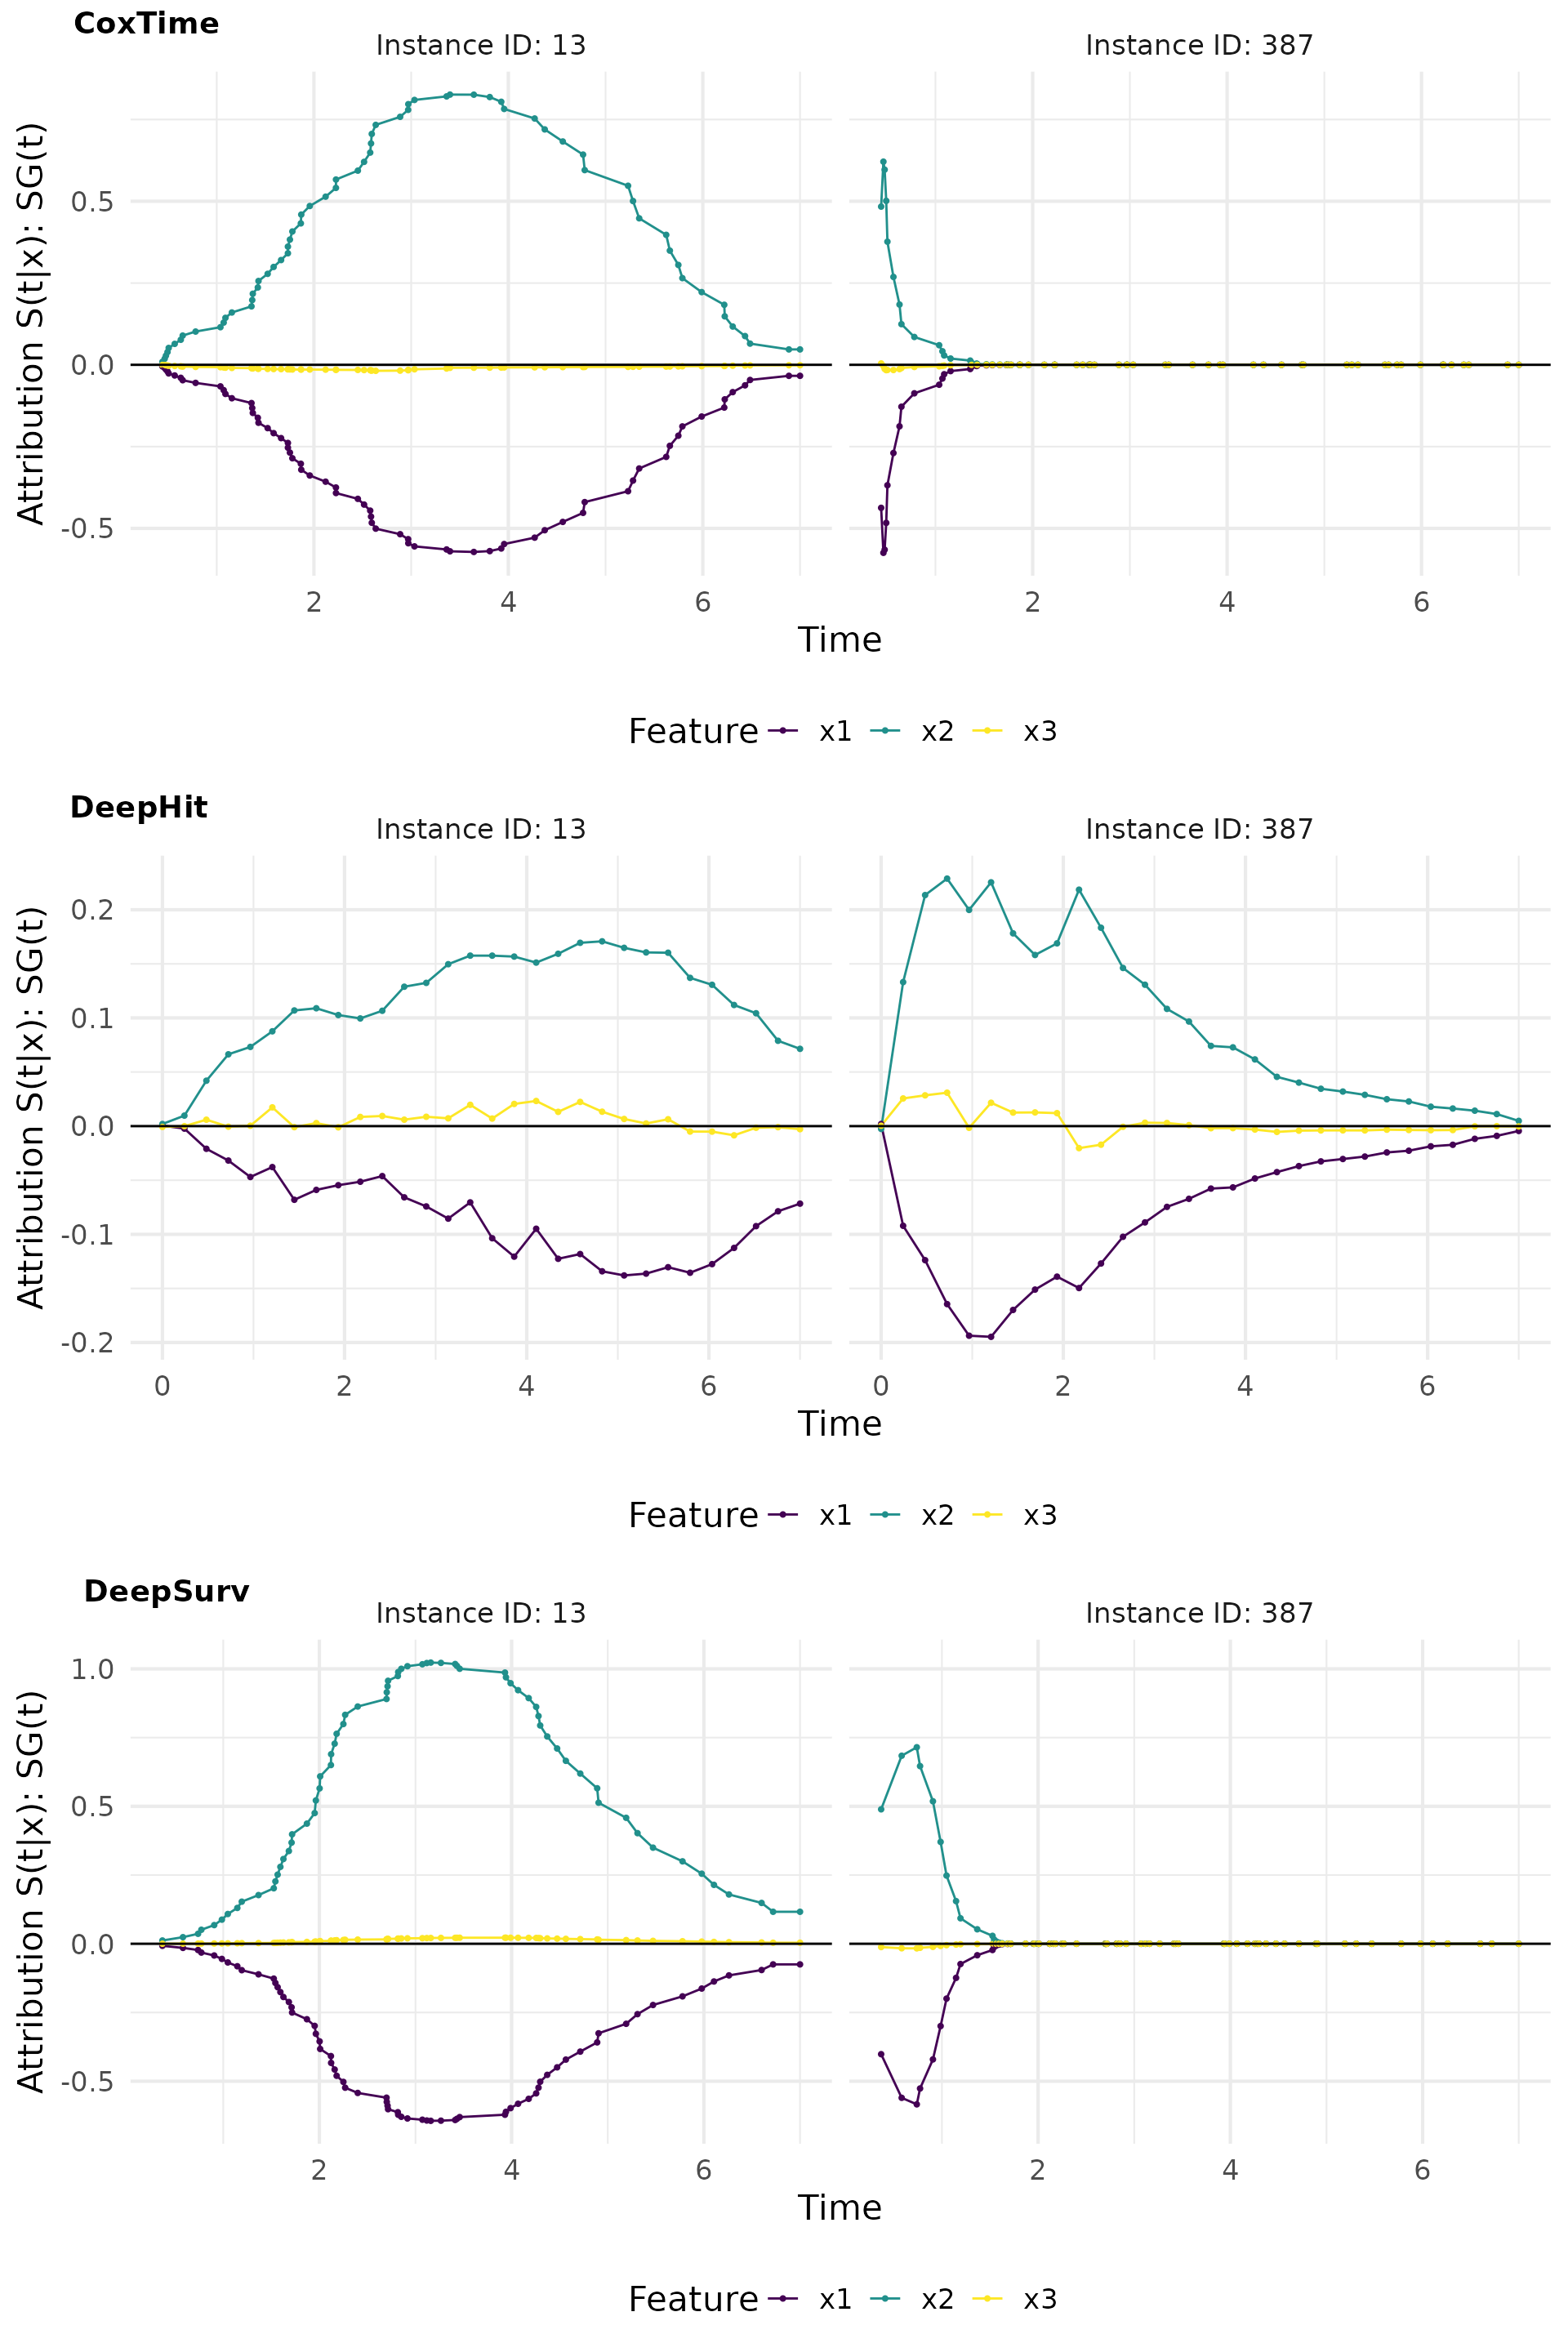 CoxTime
Instance ID: 13
Instance ID: 387
Attribution S(t|x): SG(t)
0.5
0.0
-0.5
2
4
6
2
4
6
Time
Feature x1 x2 x3
DeepHit
Instance ID: 13
Instance ID: 387
Attribution S(t|x): SG(t)
0.2
0.1
0.0
-0.1
-0.2
0
2
4
6
0
2
4
6
Time
Feature x1 x2 x3
DeepSurv
Instance ID: 13
Instance ID: 387
Attribution S(t|x): SG(t)
1.0
0.5
0.0
-0.5
2
4
6
2
4
6
Time
Feature x1 x2 x3